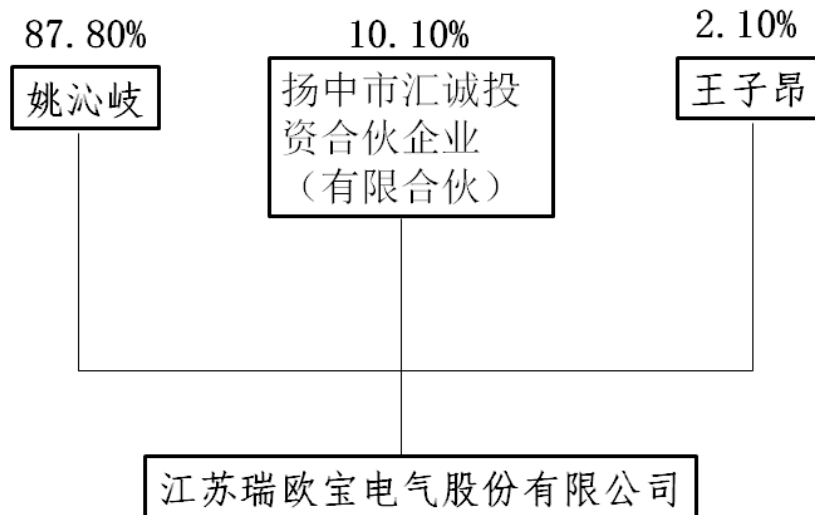 87.80%
10.10%
2.10%
姚沁岐
扬中市汇诚投
资合伙企业
（有限合伙）
王子昂
江苏瑞欧宝电气股份有限公司